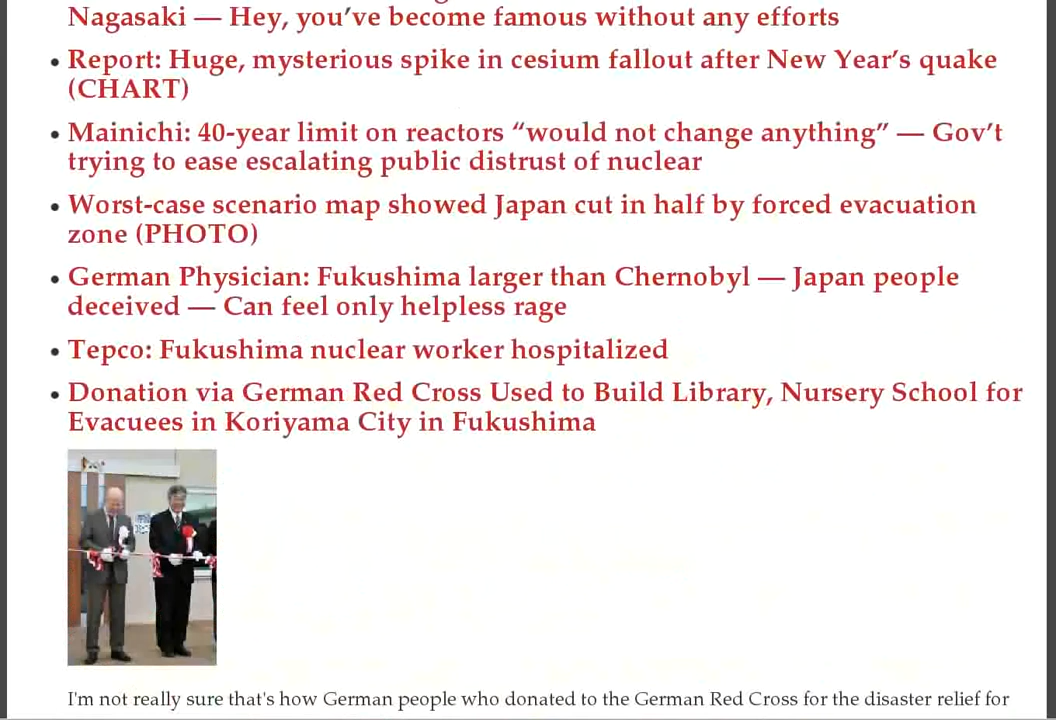 Nagasaki — Hey, you’ve become famous without any efforts
• Report: Huge, mysterious spike in cesium fallout after New Year’s quake
(CHART)
• Mainichi: 40-year limit on reactors “would not change anything” — Gov’t
trying to ease escalating public distrust of nuclear
• Worst-case scenario map showed Japan cut in half by forced evacuation
zone (PHOTO)
• German Physician: Fukushima larger than Chernobyl — Japan people
deceived — Can feel only helpless rage
• Tepco: Fukushima nuclear worker hospitalized
• Donation via German Red Cross Used to Build Library, Nursery School for
Evacuees in Koriyama City in Fukushima
I'm not really sure that's how German people who donated to the German Red Cross for the disaster relief for